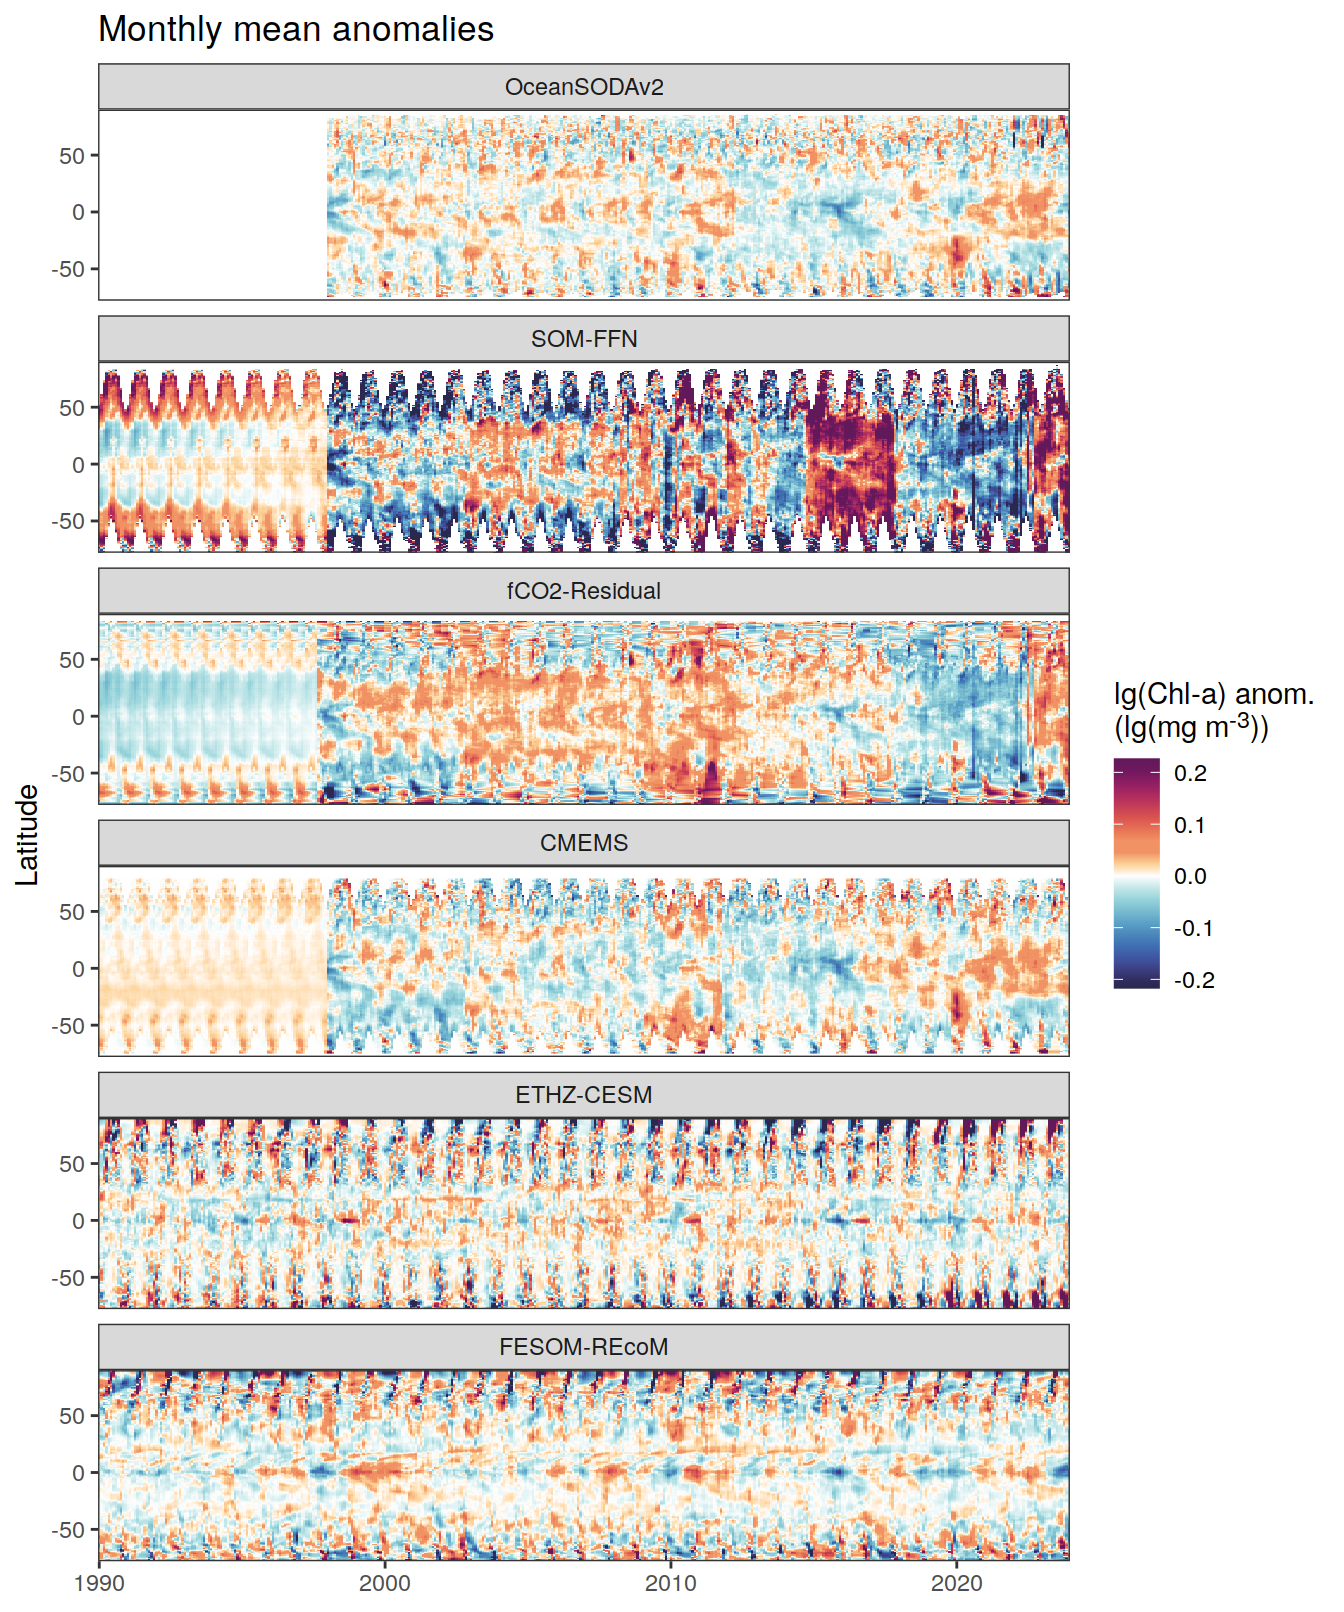 Monthly mean anomalies
OceanSODAv2
50
0
-50
SOM-FFN
50
0
-50
fCO2-Residual
50
0
-50
CMEMS
50
0
-50
ETHZ-CESM
50
0
-50
FESOM-REcoM
50
0
-50
1990 2000 2010 2020
Latitude
lg(Chl-a) anom.
(lg(mg m⁻³))
0.2
0.1
0.0
-0.1
-0.2